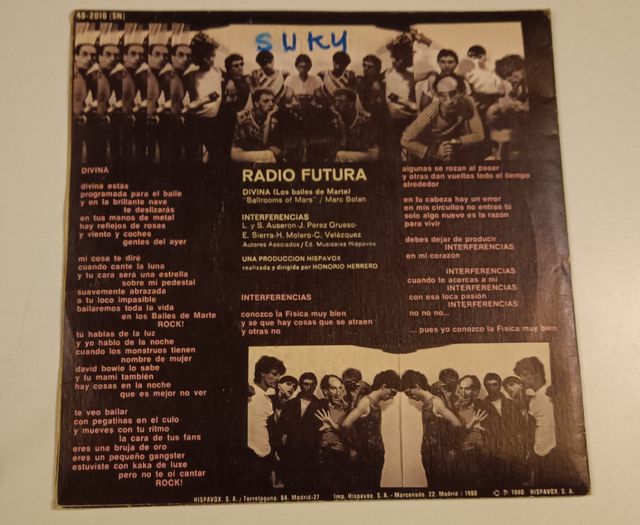 45-2018 (SN)
SUKY
DIVINA
divina estás
programada para el baile
y en la brillante nave
te deslizarás
en tus manos de metal
hay reflejos de rosas
y viento y coches
gentes del ayer
mi cosa te diré
cuando cante la luna
y tu cara será una estrella
sobre mi pedestal
suavemente abrazada
a tu loco impasible
bailaremos toda la vida
en los Bailes de Marte
ROCK!
tú hablas de la luz
y yo hablo de la noche
cuando los monstruos tienen
nombre de mujer
david bowie lo sabe
y tu mami también
hay cosas en la noche
que es mejor no ver
te veo bailar
con pegatinas en el culo
y mueves con tu ritmo
la cara de tus fans
eres una bruja de oro
eres un pequeño gangster
estuviste con kaka de luxe
pero no te oí cantar
ROCK!
RADIO FUTURA
DIVINA (Los bailes de Marte)
"Ballrooms of Mars" / Marc Bolan
INTERFERENCIAS
L. y S. Auseron-J. Pérez Grueso-
E. Sierra-H. Molero-C. Velázquez
Autores Asociados / Ed. Musicales Hispavox
UNA PRODUCCION HISPAVOX
realizada y dirigida por HONORIO HERRERO
INTERFERENCIAS
conozco la Física muy bien
y sé que hay cosas que se atraen
y otras no
algunas se rozan al pasar
y otras dan vueltas todo el tiempo
alrededor
en tu cabeza hay un error
en mis circuitos no entras tú
solo algo nuevo es la razón
para vivir
debes dejar de producir
INTERFERENCIAS
en mi corazón
INTERFERENCIAS
cuando te acercas a mí
INTERFERENCIAS
con esa loca pasión
INTERFERENCIAS
no no no...
... pues yo conozco la Física muy bien
HISPAVOX, S. A. / Torrelaguna, 64. Madrid-27
Imp. Hispavox, S. A. - Marcenado, 22. Madrid / 1980
© ℗ 1980 HISPAVOX, S. A.